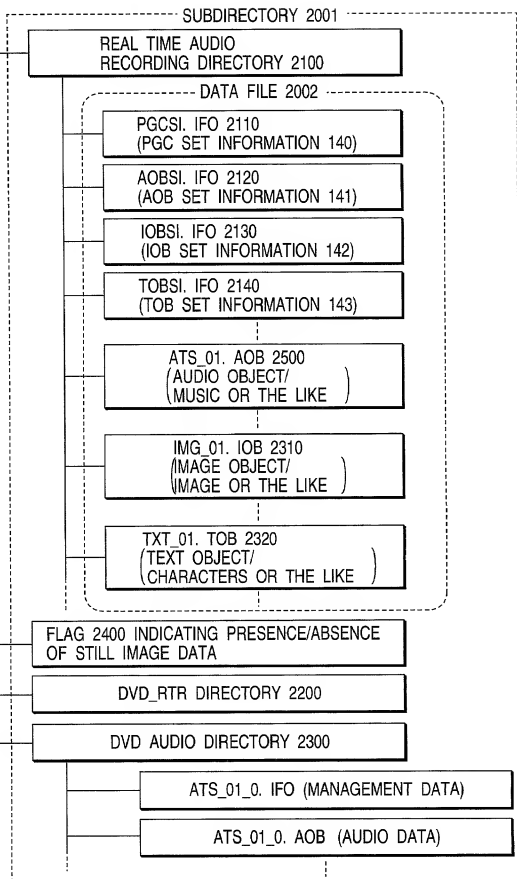 SUBDIRECTORY 2001
REAL TIME AUDIO
RECORDING DIRECTORY 2100
DATA FILE 2002
PGCSI. IFO 2110
(PGC SET INFORMATION 140)
AOBSI. IFO 2120
(AOB SET INFORMATION 141)
IOBSI. IFO 2130
(IOB SET INFORMATION 142)
TOBSI. IFO 2140
(TOB SET INFORMATION 143)
ATS_01. AOB 2500
(AUDIO OBJECT/
MUSIC OR THE LIKE)
IMG_01. IOB 2310
(IMAGE OBJECT/
IMAGE OR THE LIKE)
TXT_01. TOB 2320
(TEXT OBJECT/
CHARACTERS OR THE LIKE)
FLAG 2400 INDICATING PRESENCE/ABSENCE
OF STILL IMAGE DATA
DVD_RTR DIRECTORY 2200
DVD AUDIO DIRECTORY 2300
ATS_01_0. IFO (MANAGEMENT DATA)
ATS_01_0. AOB (AUDIO DATA)